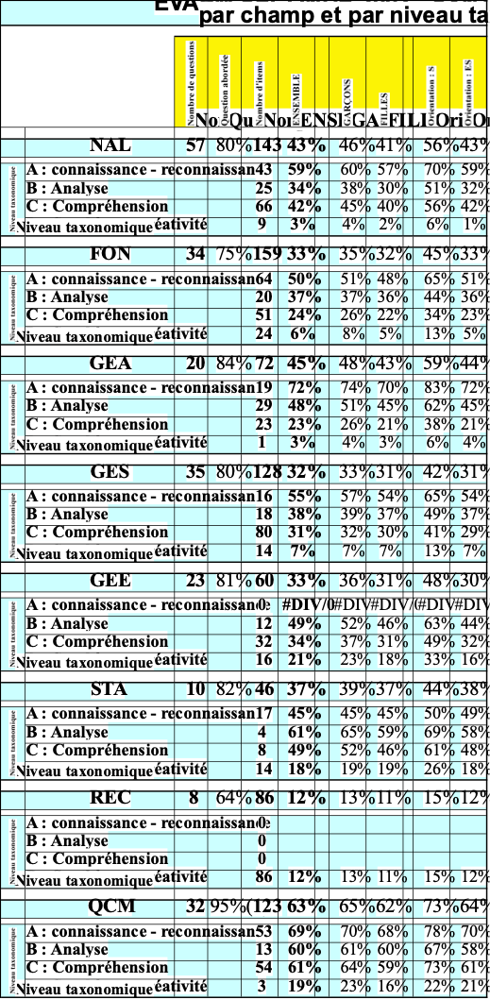 EVA
par champ et par niveau ta
Nombre de questions Question abordée Nombre d'items ENSEMBLE GARCONS FILLES Orientation : S Orientation : ES
NAL 57 80% 143 43% 46% 41% 56% 43%
Niveau taxonomique
A : connaissance - reconnaissan 43 59% 60% 57% 70% 59%
B : Analyse 25 34% 38% 30% 51% 32%
C : Compréhension 66 42% 45% 40% 56% 42%
Niveau taxonomique éativité 9 3% 4% 2% 6% 1%
FON 34 75% 159 33% 35% 32% 45% 33%
Niveau taxonomique
A : connaissance - reconnaissan 64 50% 51% 48% 65% 51%
B : Analyse 20 37% 37% 36% 44% 36%
C : Compréhension 51 24% 26% 22% 34% 23%
Niveau taxonomique éativité 24 6% 8% 5% 13% 5%
GEA 20 84% 72 45% 48% 43% 59% 44%
Niveau taxonomique
A : connaissance - reconnaissan 19 72% 74% 70% 83% 72%
B : Analyse 29 48% 51% 45% 62% 45%
C : Compréhension 23 23% 26% 21% 38% 21%
Niveau taxonomique éativité 1 3% 4% 3% 6% 4%
GES 35 80% 128 32% 33% 31% 42% 31%
Niveau taxonomique
A : connaissance - reconnaissan 16 55% 57% 54% 65% 54%
B : Analyse 18 38% 39% 37% 49% 37%
C : Compréhension 80 31% 32% 30% 41% 29%
Niveau taxonomique éativité 14 7% 7% 7% 13% 7%
GEE 23 81% 60 33% 36% 31% 48% 30%
Niveau taxonomique
A : connaissance - reconnaissan 0 #DIV/0 #DIV #DIV/ #DIV #DIV
B : Analyse 12 49% 52% 46% 63% 44%
C : Compréhension 32 34% 37% 31% 49% 32%
Niveau taxonomique éativité 16 21% 23% 18% 33% 16%
STA 10 82% 46 37% 39% 37% 44% 38%
Niveau taxonomique
A : connaissance - reconnaissan 17 45% 45% 45% 50% 49%
B : Analyse 4 61% 65% 59% 69% 58%
C : Compréhension 8 49% 52% 46% 61% 48%
Niveau taxonomique éativité 14 18% 19% 19% 26% 18%
REC 8 64% 86 12% 13% 11% 15% 12%
Niveau taxonomique
A : connaissance - reconnaissan 0
B : Analyse 0
C : Compréhension 0
Niveau taxonomique éativité 86 12% 13% 11% 15% 12%
QCM 32 95%( 123 63% 65% 62% 73% 64%
Niveau taxonomique
A : connaissance - reconnaissan 53 69% 70% 68% 78% 70%
B : Analyse 13 60% 61% 60% 67% 58%
C : Compréhension 54 61% 64% 59% 73% 61%
Niveau taxonomique éativité 3 19% 23% 16% 22% 21%